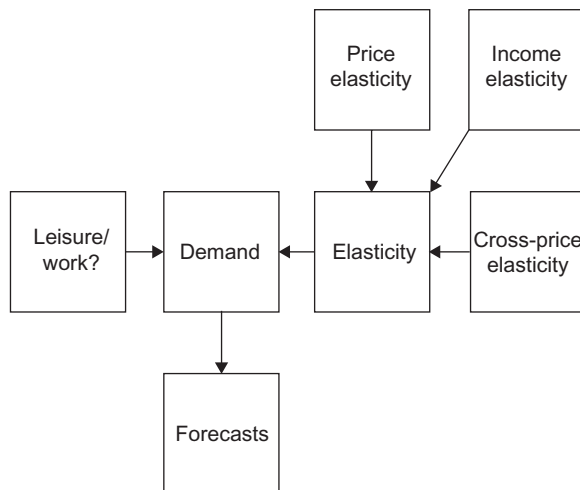 Price
elasticity
Income
elasticity
Leisure/
work?
Demand
Elasticity
Cross-price
elasticity
Forecasts